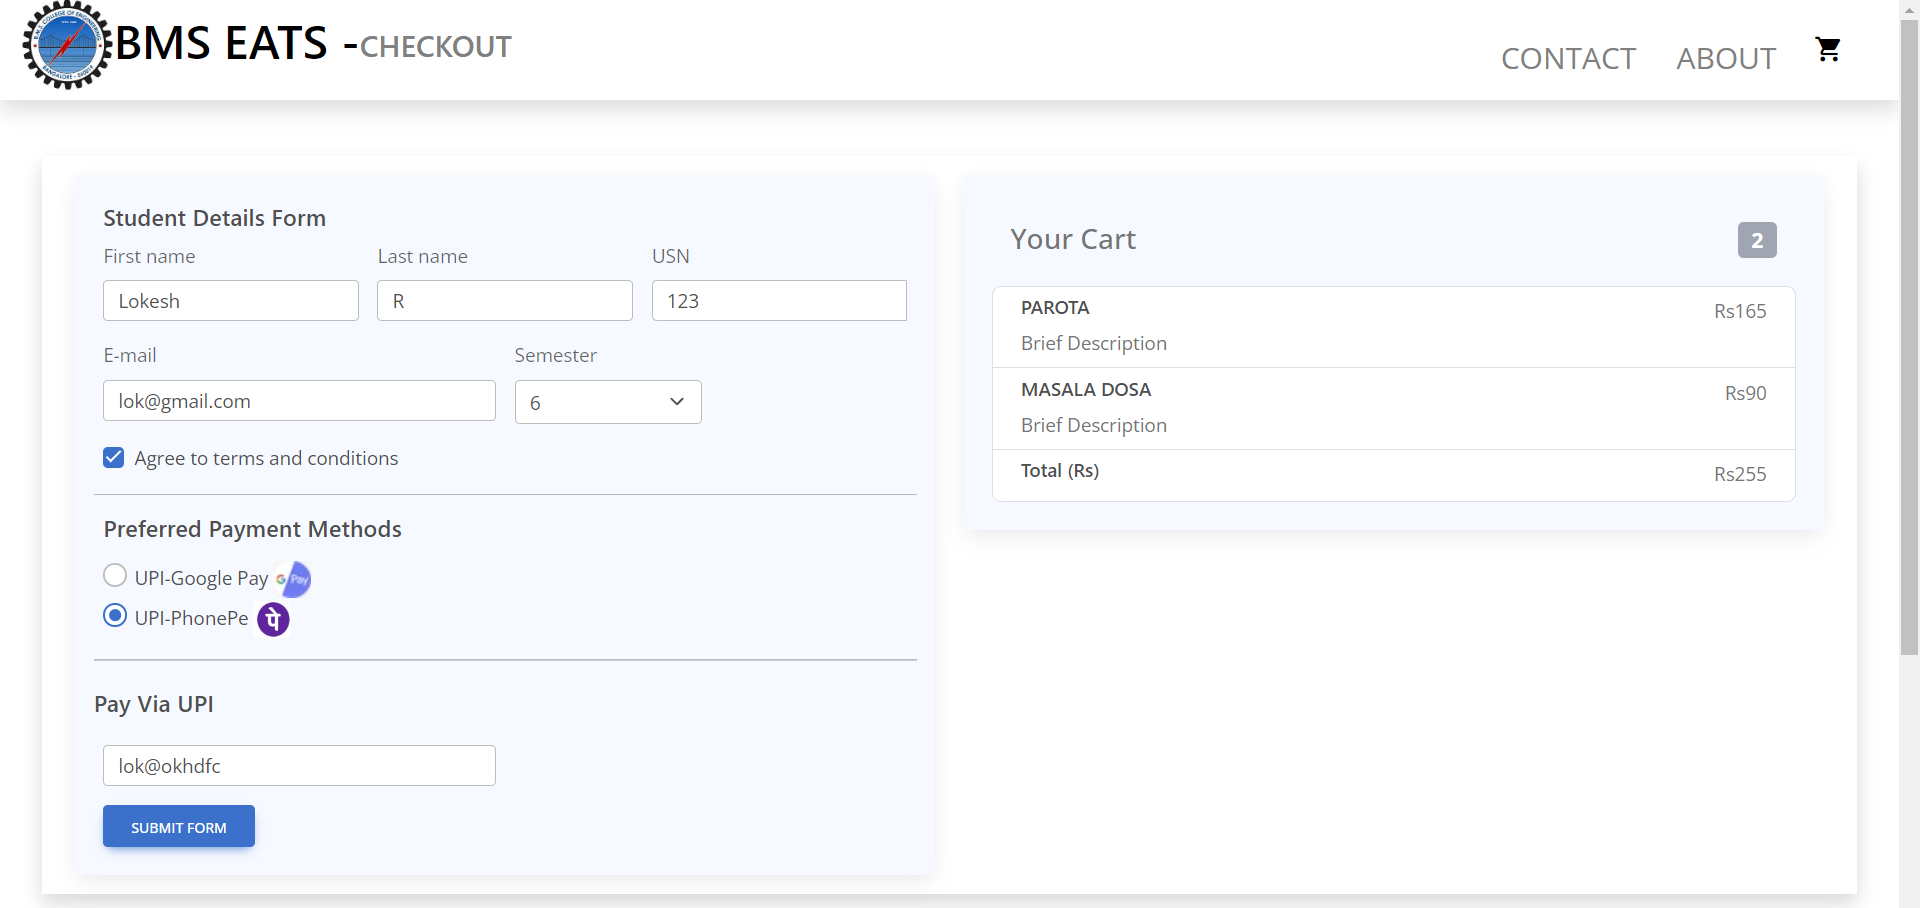 BMS EATS -CHECKOUT
CONTACT ABOUT
Student Details Form
First name Last name USN
Lokesh R 123
E-mail Semester
lok@gmail.com 6
Agree to terms and conditions
Preferred Payment Methods
UPI-Google Pay G Pay
UPI-PhonePe पे
Pay Via UPI
lok@okhdfc
SUBMIT FORM
Your Cart 2
PAROTA Rs165
Brief Description
MASALA DOSA Rs90
Brief Description
Total (Rs) Rs255